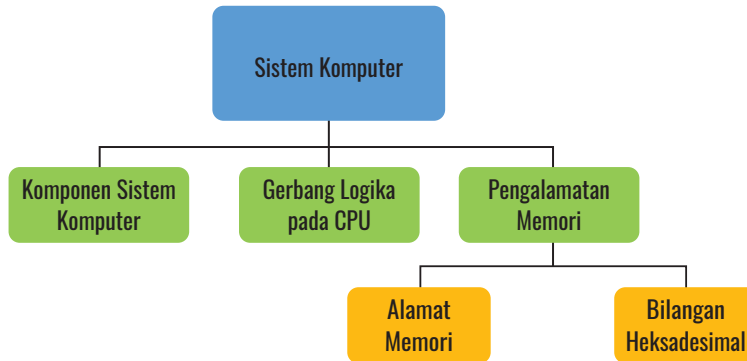 Sistem Komputer
Komponen Sistem
Komputer
Gerbang Logika
pada CPU
Pengalamatan
Memori
Alamat
Memori
Bilangan
Heksadesimal